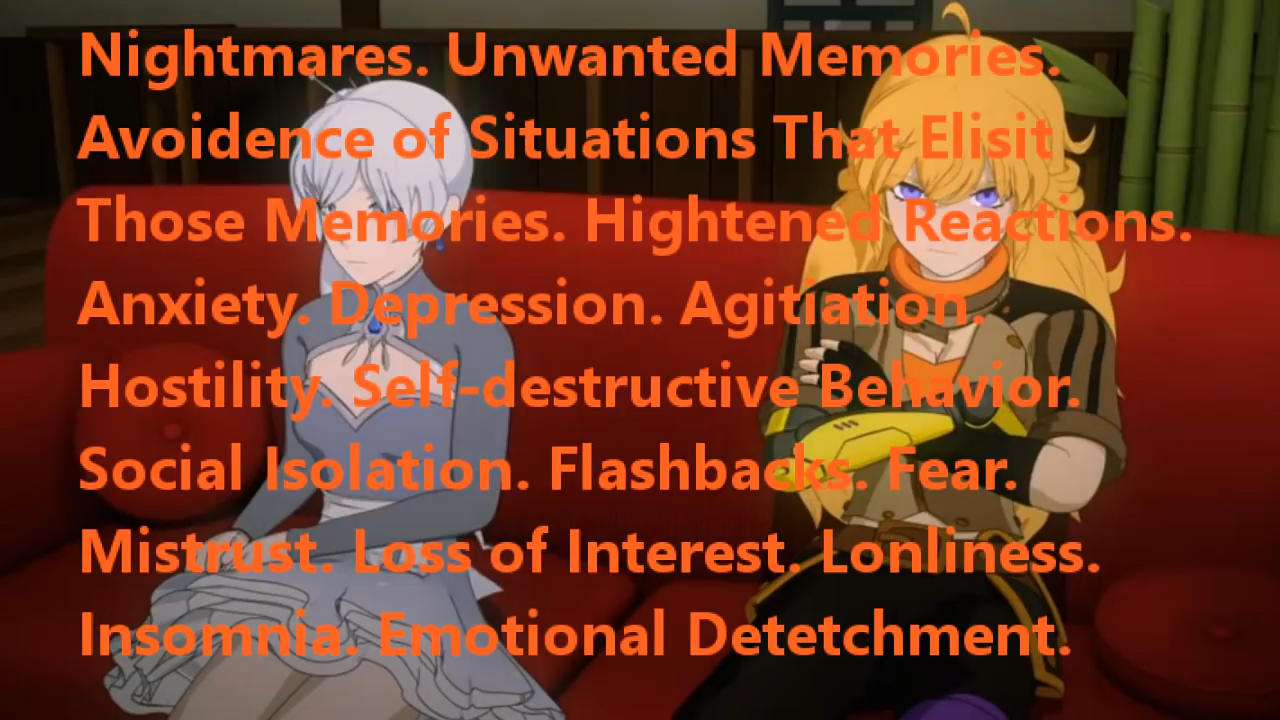 Nightmares. Unwanted Memories.
Avoidence of Situations That Elisit
Those Memories. Hightened Reactions.
Anxiety. Depression. Agitiation.
Hostility. Self-destructive Behavior.
Social Isolation. Flashbacks. Fear.
Mistrust. Loss of Interest. Lonliness.
Insomnia. Emotional Detetchment.